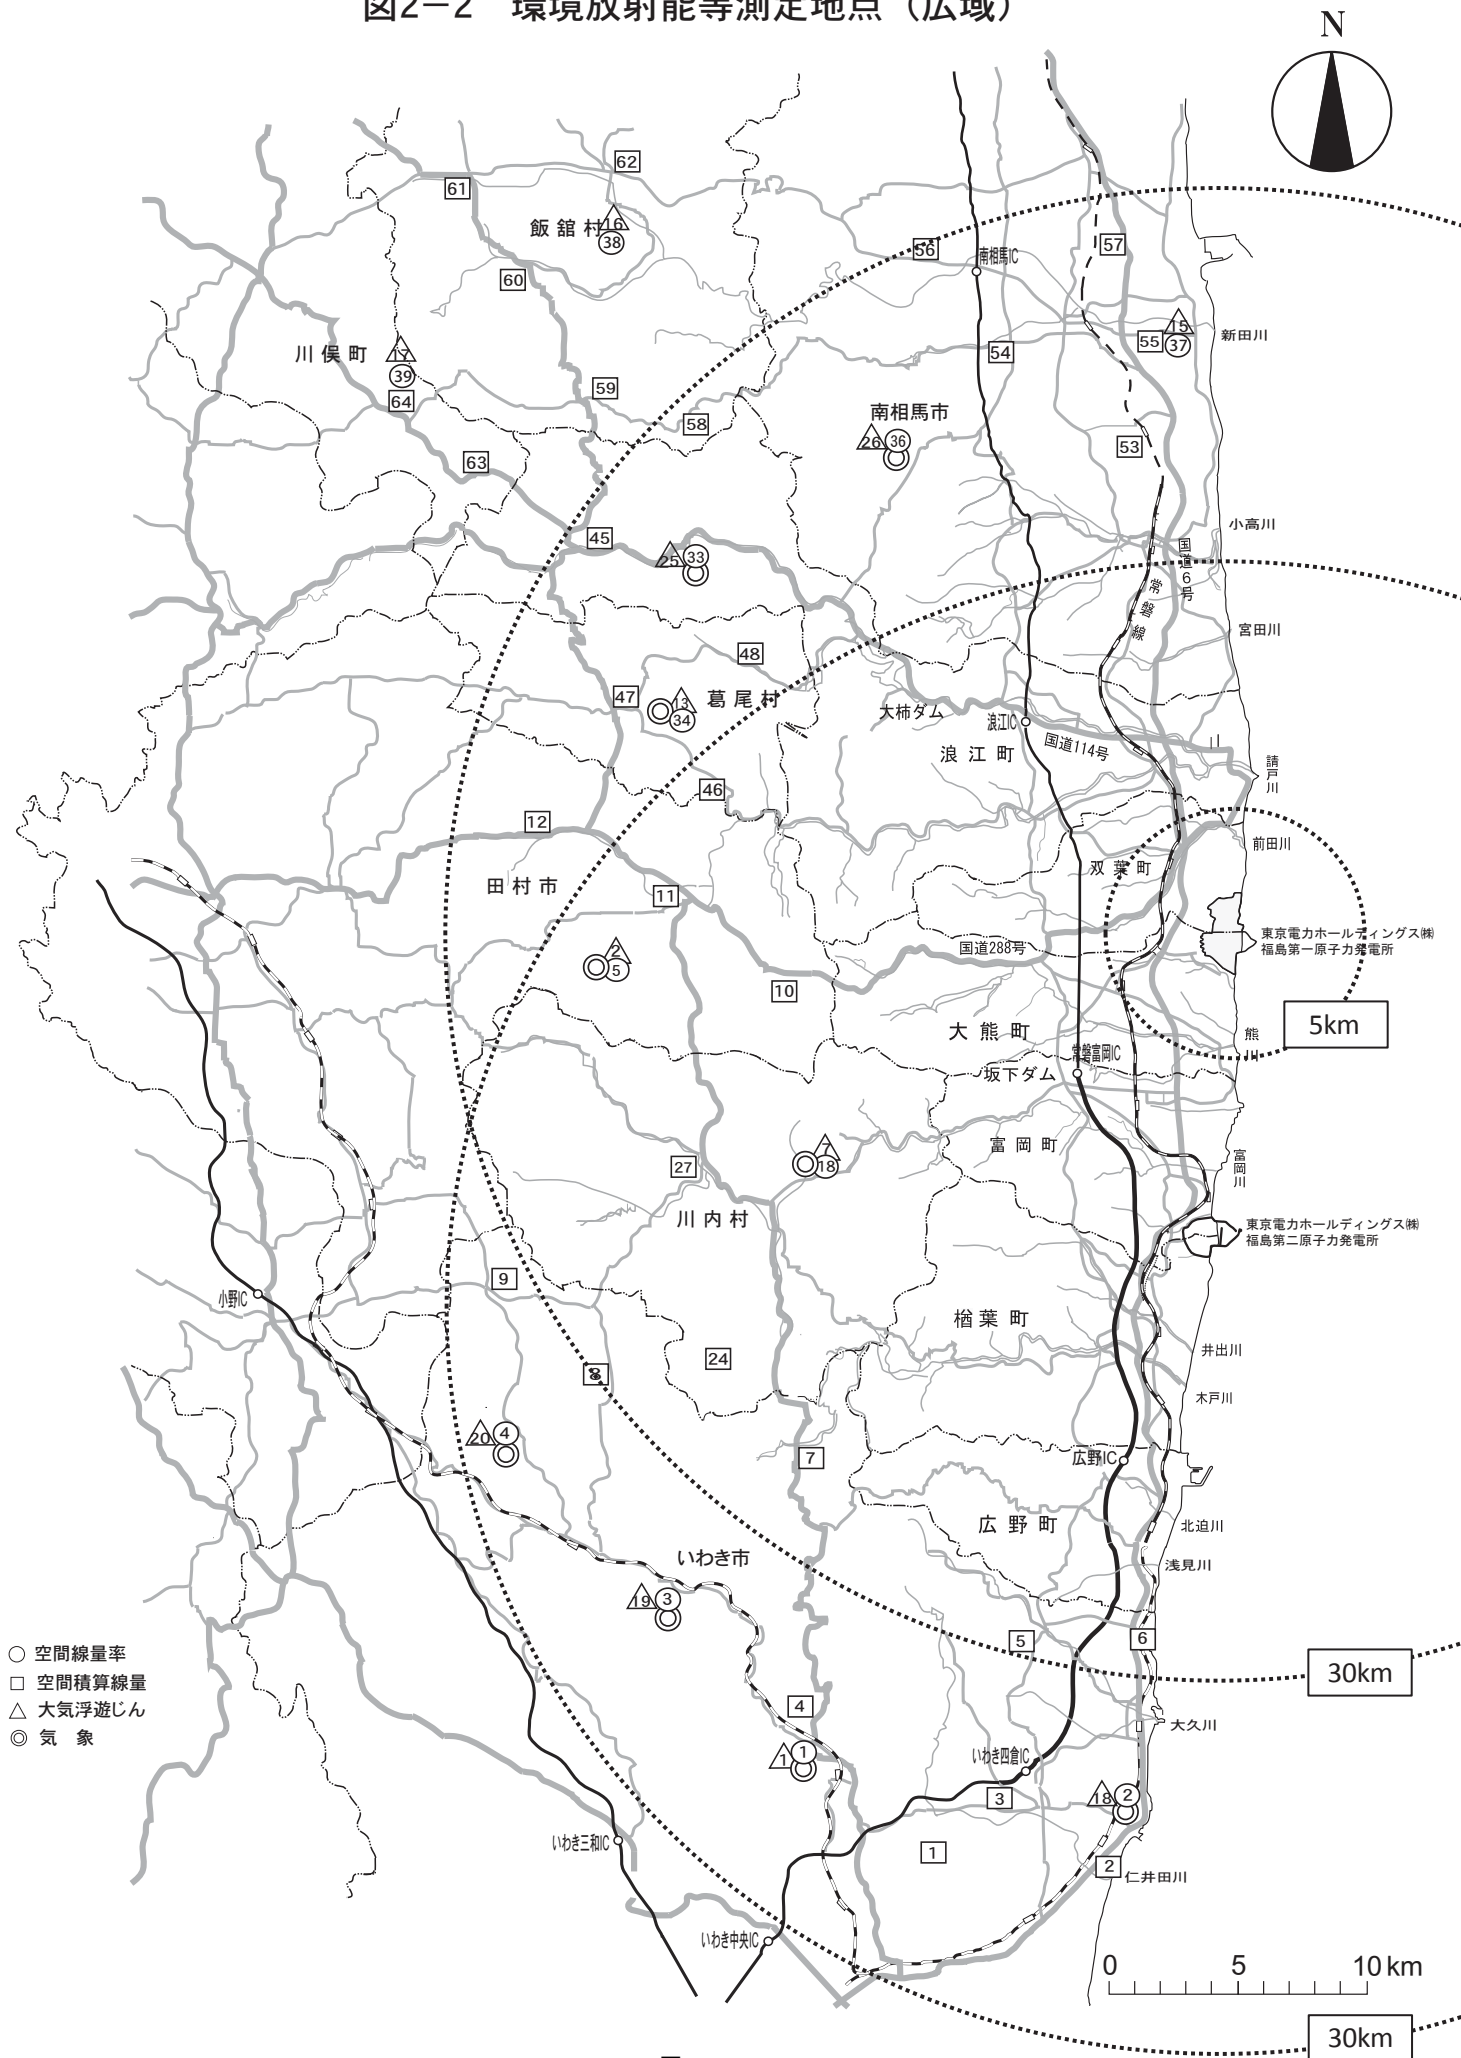 図2－2　環境放射能等測定地点（広域）
N
62
61
飯舘村
16
38
56
57
南相馬IC
60
15
55
37
新田川
川俣町
17
39
64
54
59
58
南相馬市
26
36
53
63
45
25
33
小高川
国道6号
常磐線
宮田川
48
47
13
34
葛尾村
大柿ダム
浪江IC
国道114号
浪江町
川
請戸川
46
12
前田川
双葉町
田村市
11
国道288号
東京電力ホールディングス㈱
福島第一原子力発電所
2
5
10
5km
大熊町
熊川
常磐富岡IC
坂下ダム
7
18
富岡町
富岡川
27
川内村
東京電力ホールディングス㈱
福島第二原子力発電所
9
小野IC
楢葉町
井出川
24
8
木戸川
20
4
7
広野IC
広野町
北迫川
いわき市
浅見川
19
3
5
6
○ 空間線量率
□ 空間積算線量
△ 大気浮遊じん
◎ 気　象
30km
4
大久川
1
1
いわき四倉IC
3
18
2
いわき三和IC
1
2
仁井田川
いわき中央IC
0
5
10 km
30km